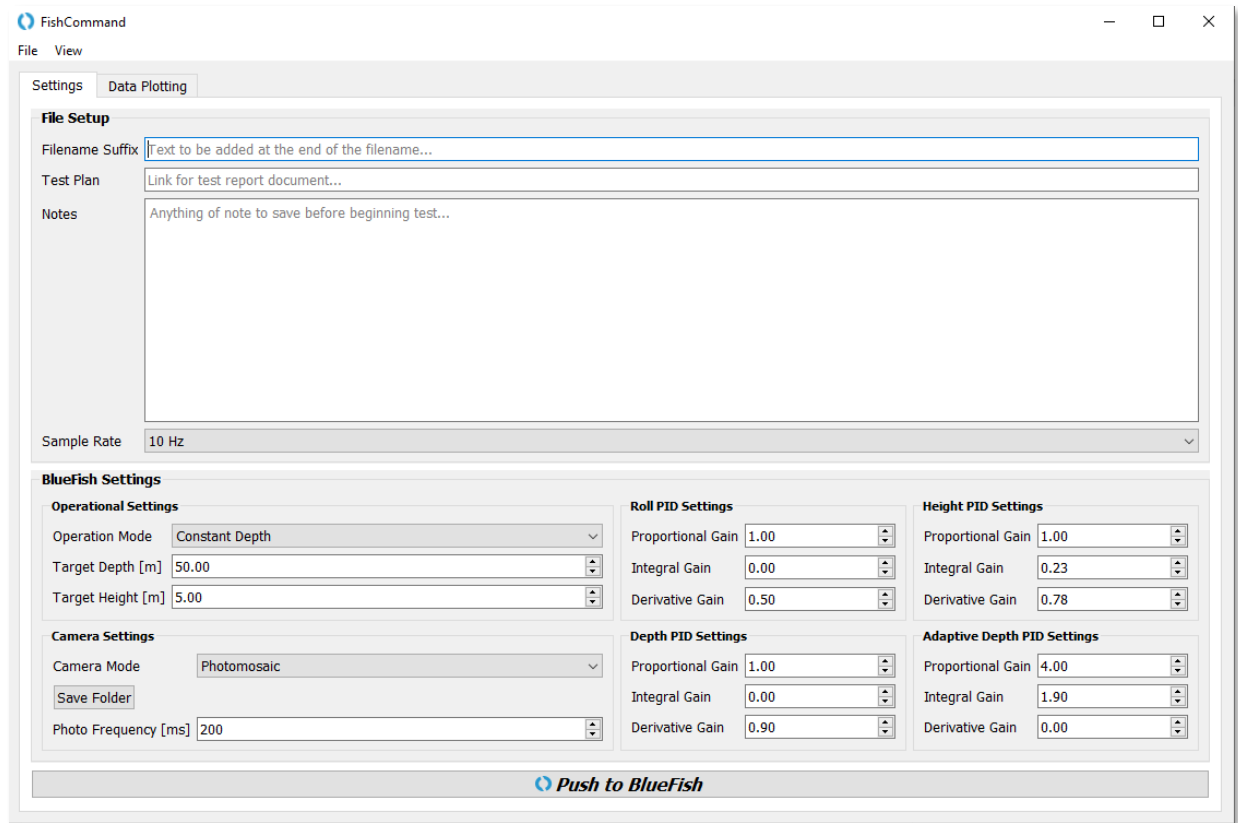 FishCommand
File View
Settings Data Plotting
File Setup
Filename Suffix Text to be added at the end of the filename...
Test Plan Link for test report document...
Notes Anything of note to save before beginning test...
Sample Rate 10 Hz
BlueFish Settings
Operational Settings
Operation Mode Constant Depth
Target Depth [m] 50.00
Target Height [m] 5.00
Roll PID Settings
Proportional Gain 1.00
Integral Gain 0.00
Derivative Gain 0.50
Height PID Settings
Proportional Gain 1.00
Integral Gain 0.23
Derivative Gain 0.78
Camera Settings
Camera Mode Photomosaic
Save Folder
Photo Frequency [ms] 200
Depth PID Settings
Proportional Gain 1.00
Integral Gain 0.00
Derivative Gain 0.90
Adaptive Depth PID Settings
Proportional Gain 4.00
Integral Gain 1.90
Derivative Gain 0.00
Push to BlueFish